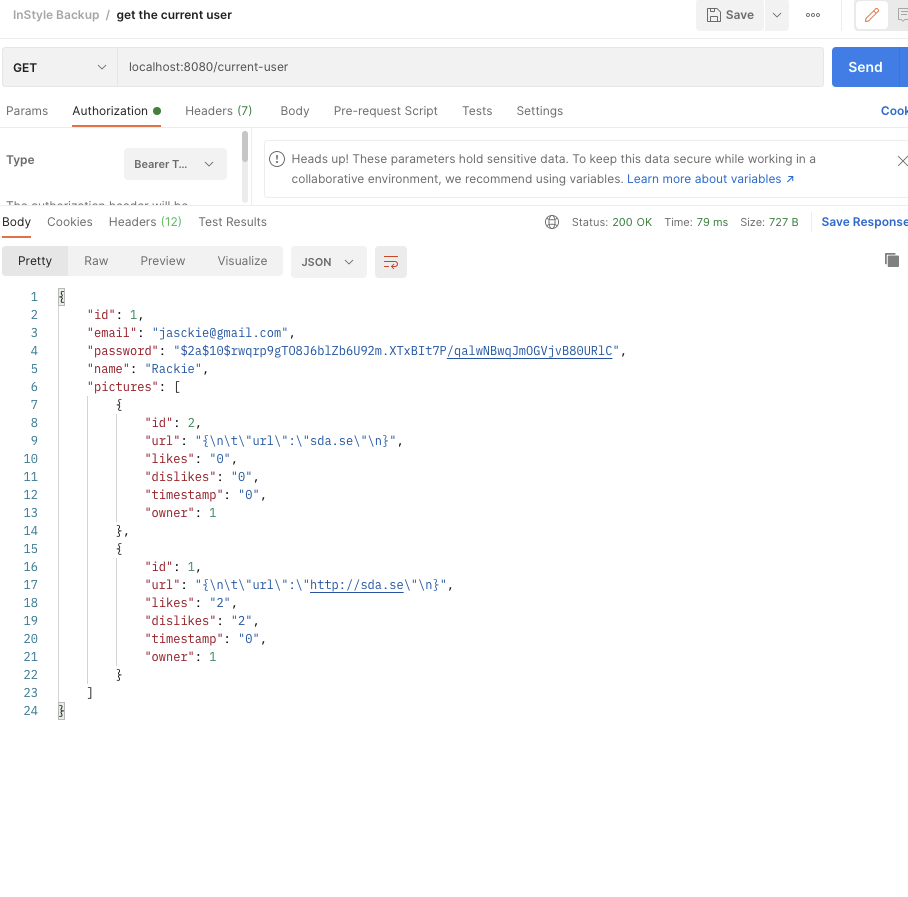 InStyle Backup / get the current user Save
GET localhost:8080/current-user Send
Params Authorization Headers (7) Body Pre-request Script Tests Settings Cook
Type Bearer T...
Heads up! These parameters hold sensitive data. To keep this data secure while working in a
collaborative environment, we recommend using variables. Learn more about variables ↗
The authorization header will be
Body Cookies Headers (12) Test Results Status: 200 OK Time: 79 ms Size: 727 B Save Response
Pretty Raw Preview Visualize JSON
1 {
2 "id": 1,
3 "email": "jasckie@gmail.com",
4 "password": "$2a$10$rwqrp9gTO8J6blZb6U92m.XTxBIt7P/qalwNBwqJmOGVjvB80URlC",
5 "name": "Rackie",
6 "pictures": [
7 {
8 "id": 2,
9 "url": "{\n\t\"url\":\"sda.se\"\n}",
10 "likes": "0",
11 "dislikes": "0",
12 "timestamp": "0",
13 "owner": 1
14 },
15 {
16 "id": 1,
17 "url": "{\n\t\"url\":\"http://sda.se\"\n}",
18 "likes": "2",
19 "dislikes": "2",
20 "timestamp": "0",
21 "owner": 1
22 }
23 ]
24 }